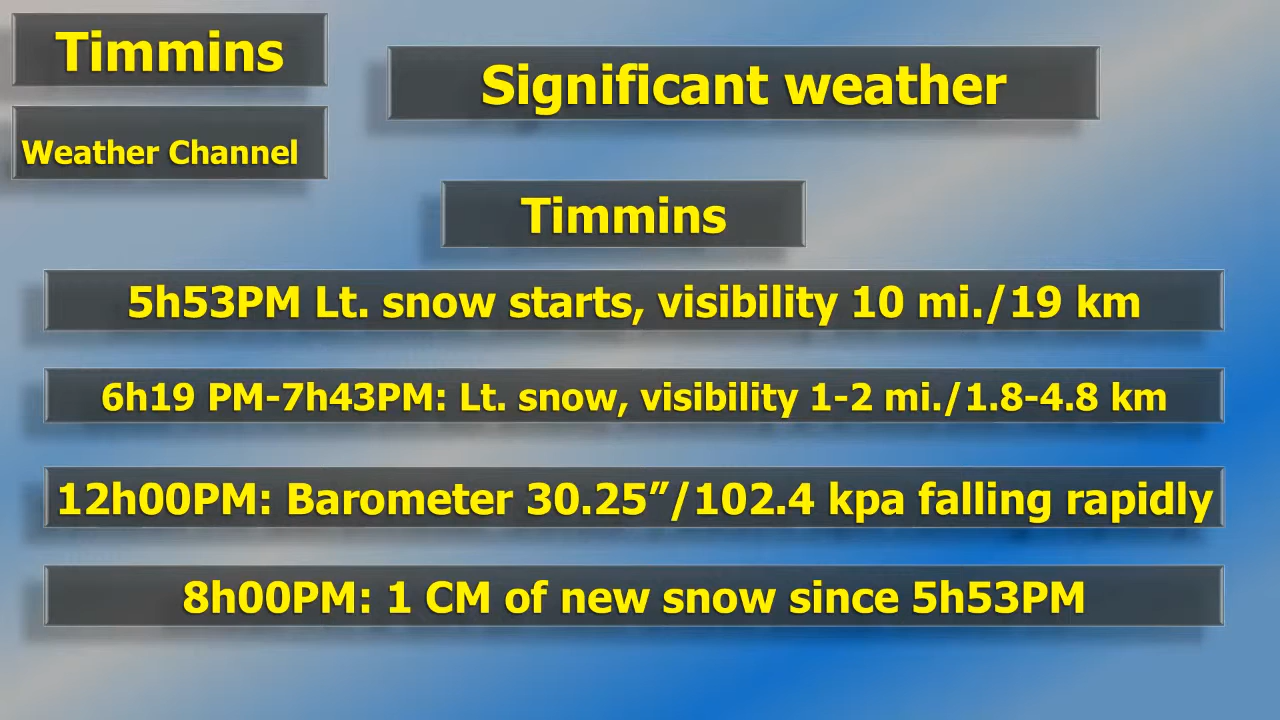 Timmins
Weather Channel
Significant weather
Timmins
5h53PM Lt. snow starts, visibility 10 mi./19 km
6h19 PM-7h43PM: Lt. snow, visibility 1-2 mi./1.8-4.8 km
12h00PM: Barometer 30.25”/102.4 kpa falling rapidly
8h00PM: 1 CM of new snow since 5h53PM